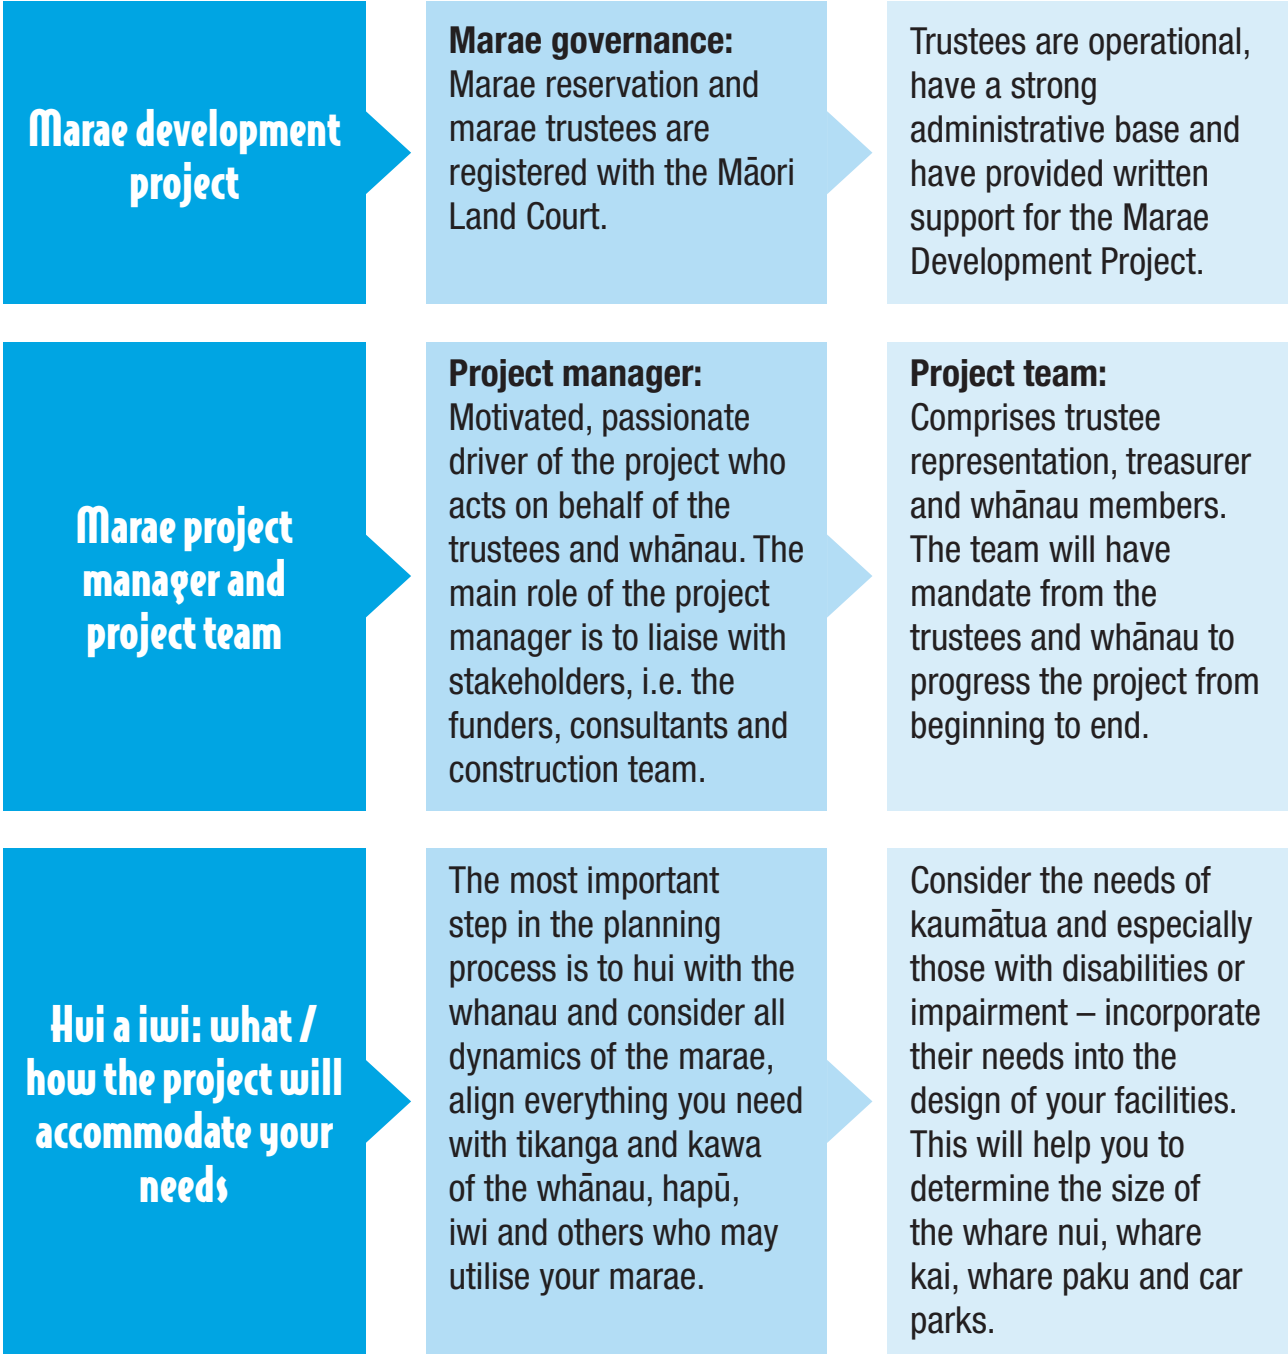 Marae development
project
Marae governance:
Marae reservation and
marae trustees are
registered with the Māori
Land Court.
Trustees are operational,
have a strong
administrative base and
have provided written
support for the Marae
Development Project.
Marae project
manager and
project team
Project manager:
Motivated, passionate
driver of the project who
acts on behalf of the
trustees and whānau. The
main role of the project
manager is to liaise with
stakeholders, i.e. the
funders, consultants and
construction team.
Project team:
Comprises trustee
representation, treasurer
and whānau members.
The team will have
mandate from the
trustees and whānau to
progress the project from
beginning to end.
Hui a iwi: what /
how the project will
accommodate your
needs
The most important
step in the planning
process is to hui with the
whanau and consider all
dynamics of the marae,
align everything you need
with tikanga and kawa
of the whānau, hapū,
iwi and others who may
utilise your marae.
Consider the needs of
kaumātua and especially
those with disabilities or
impairment – incorporate
their needs into the
design of your facilities.
This will help you to
determine the size of
the whare nui, whare
kai, whare paku and car
parks.